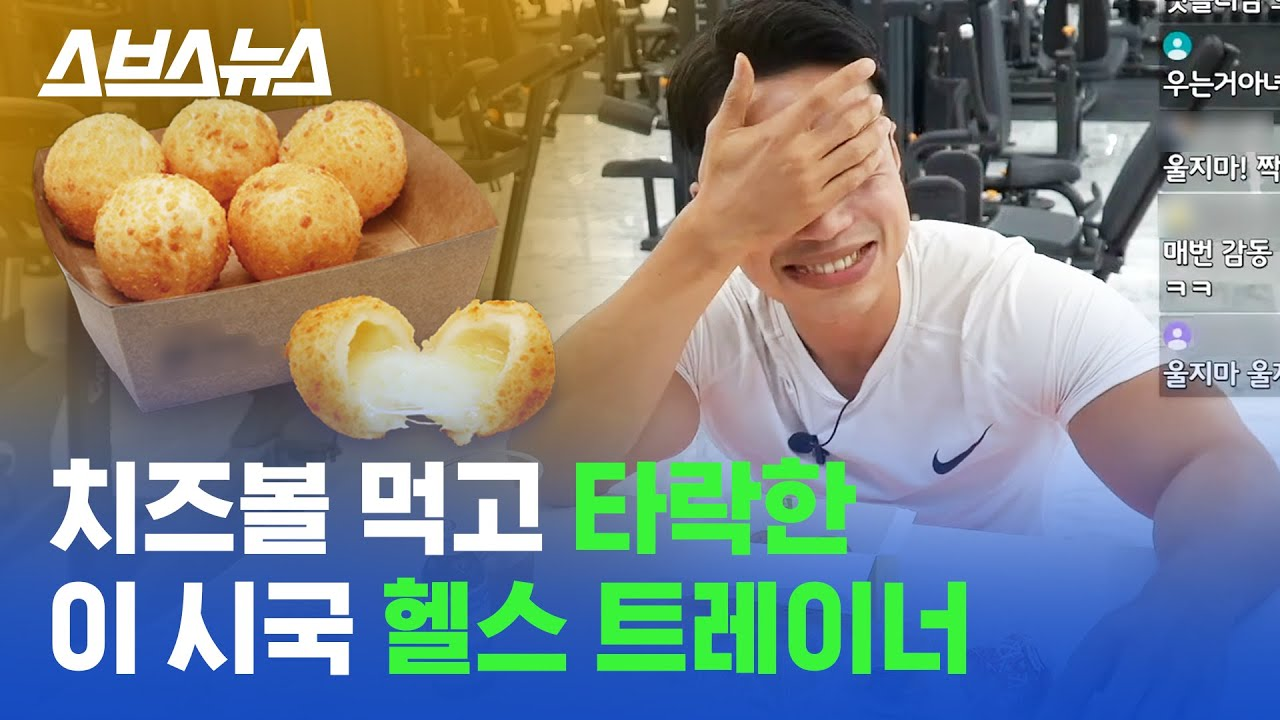 스브스뉴스
우는거아녀
울지마! 짝
매번 감동
ㅋㅋ
울지마 울지
치즈볼 먹고 타락한
이 시국 헬스 트레이너